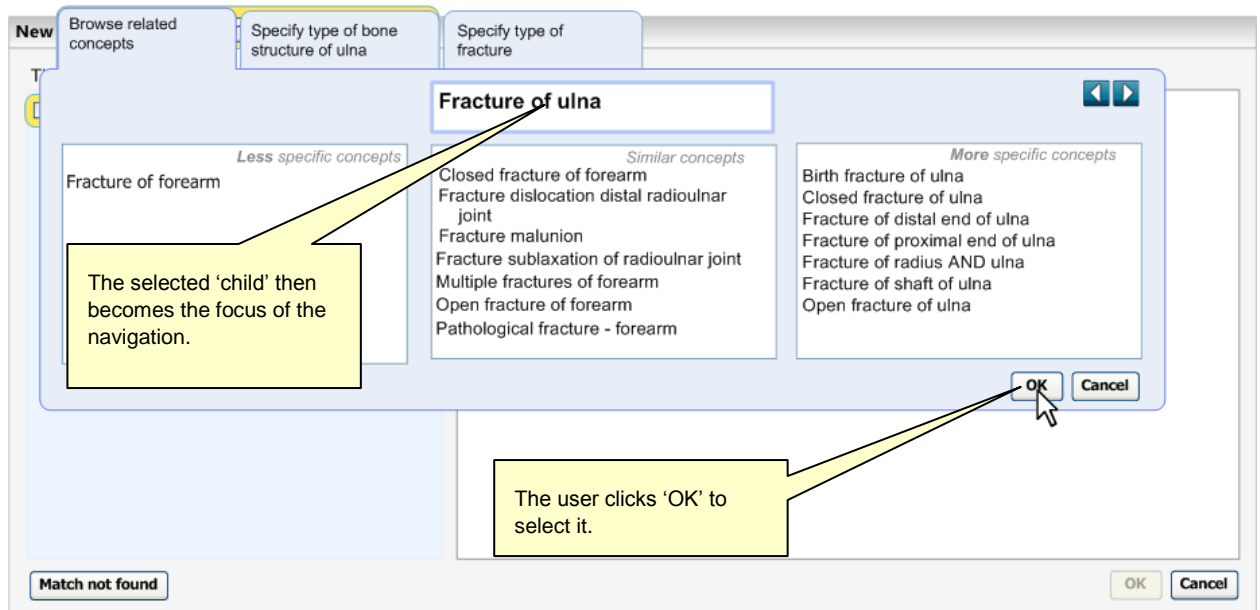 New
Browse related
concepts
Specify type of bone
structure of ulna
Specify type of
fracture
T
Fracture of ulna
Less specific concepts
Fracture of forearm
Similar concepts
Closed fracture of forearm
Fracture dislocation distal radioulnar
joint
Fracture malunion
Fracture sublaxation of radioulnar joint
Multiple fractures of forearm
Open fracture of forearm
Pathological fracture - forearm
More specific concepts
Birth fracture of ulna
Closed fracture of ulna
Fracture of distal end of ulna
Fracture of proximal end of ulna
Fracture of radius AND ulna
Fracture of shaft of ulna
Open fracture of ulna
The selected ‘child’ then
becomes the focus of the
navigation.
OK
Cancel
The user clicks ‘OK’ to
select it.
Match not found
OK
Cancel